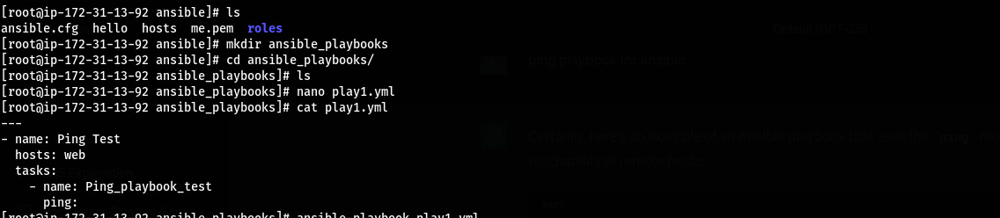 [root@ip-172-31-13-92 ansible]# ls
ansible.cfg  hello  hosts  me.pem  roles
[root@ip-172-31-13-92 ansible]# mkdir ansible_playbooks
[root@ip-172-31-13-92 ansible]# cd ansible_playbooks/
[root@ip-172-31-13-92 ansible_playbooks]# ls
[root@ip-172-31-13-92 ansible_playbooks]# nano play1.yml
[root@ip-172-31-13-92 ansible_playbooks]# cat play1.yml
---
- name: Ping Test
  hosts: web
  tasks:
    - name: Ping_playbook_test
      ping:
[root@ip-172-31-13-92 ansible_playbooks]# ansible-playbook play1.yml
Default (GPT-3.5)
ping playbook for ansible
Certainly! here's an example of an Ansible playbook that uses the `ping`
reachability of remote hosts:
Explanation